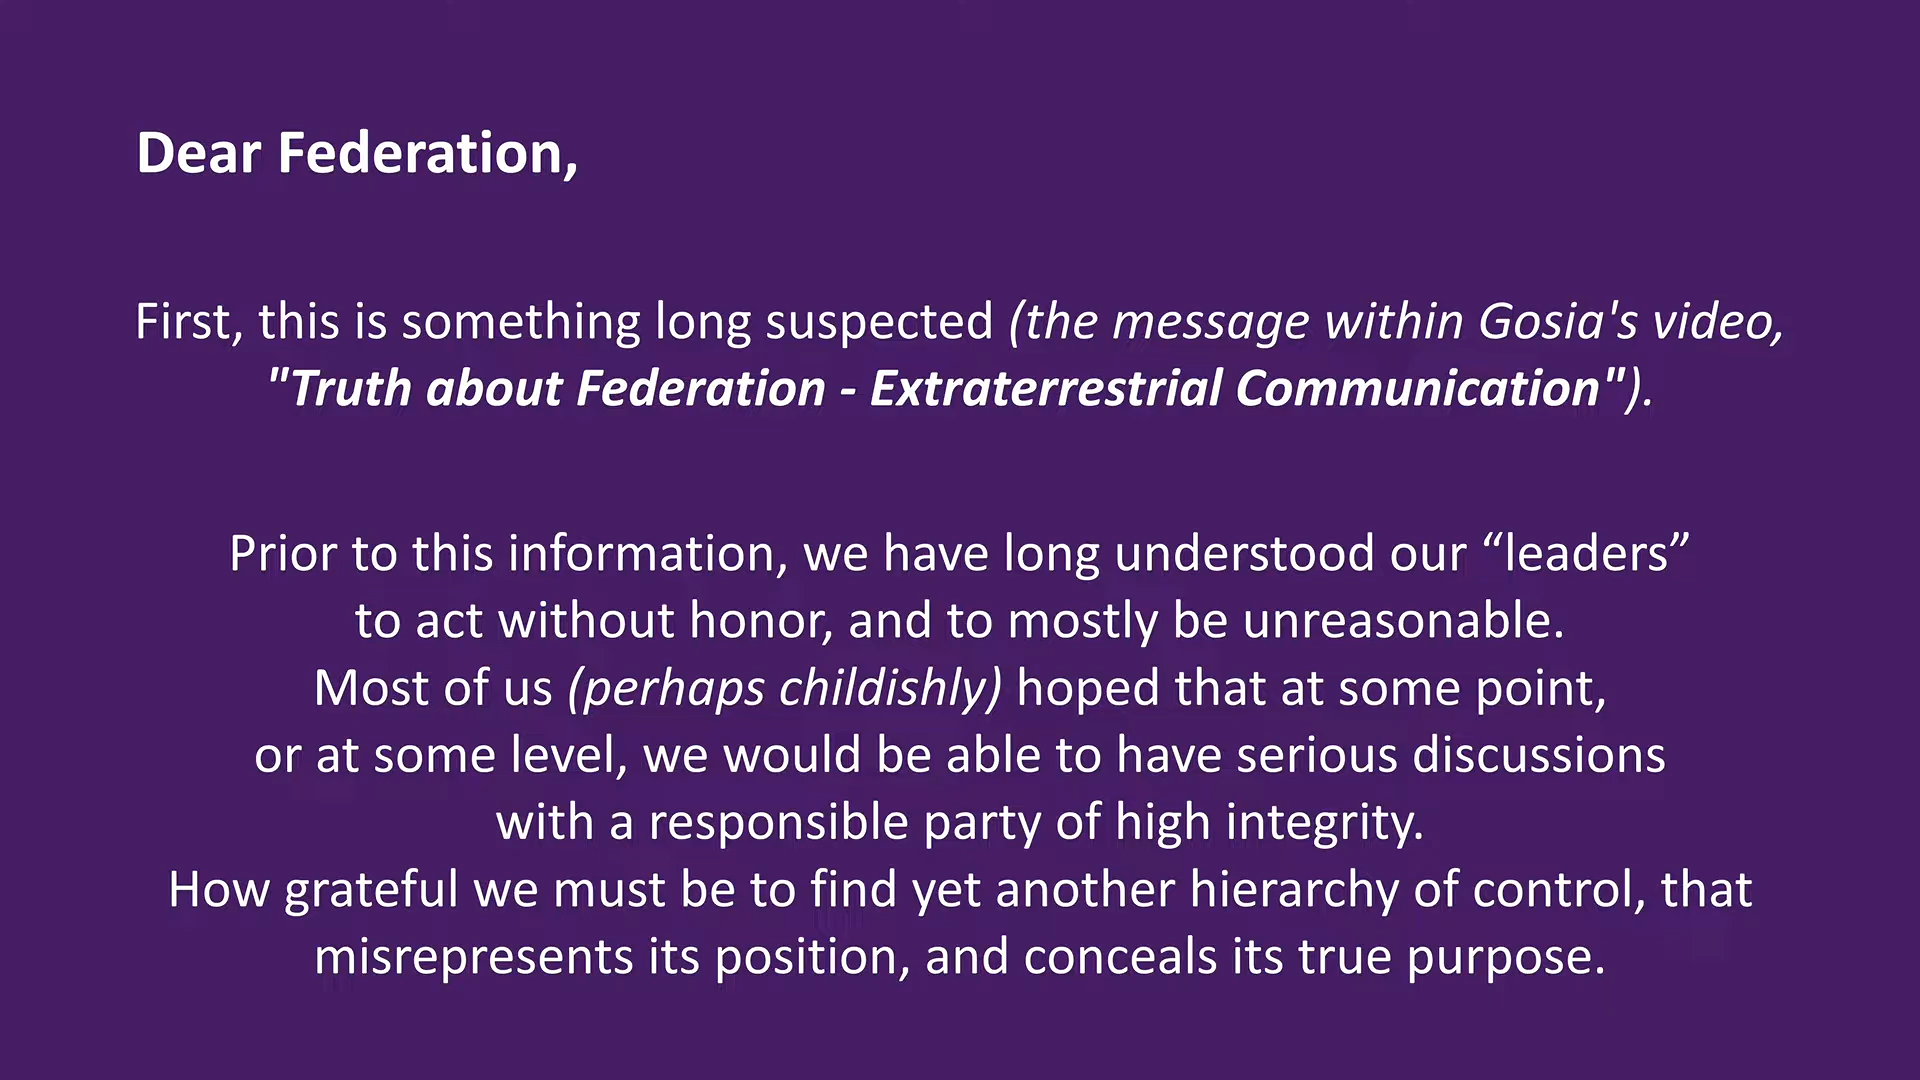 Dear Federation,
First, this is something long suspected (the message within Gosia's video,
"Truth about Federation - Extraterrestrial Communication").
Prior to this information, we have long understood our “leaders”
to act without honor, and to mostly be unreasonable.
Most of us (perhaps childishly) hoped that at some point,
or at some level, we would be able to have serious discussions
with a responsible party of high integrity.
How grateful we must be to find yet another hierarchy of control, that
misrepresents its position, and conceals its true purpose.